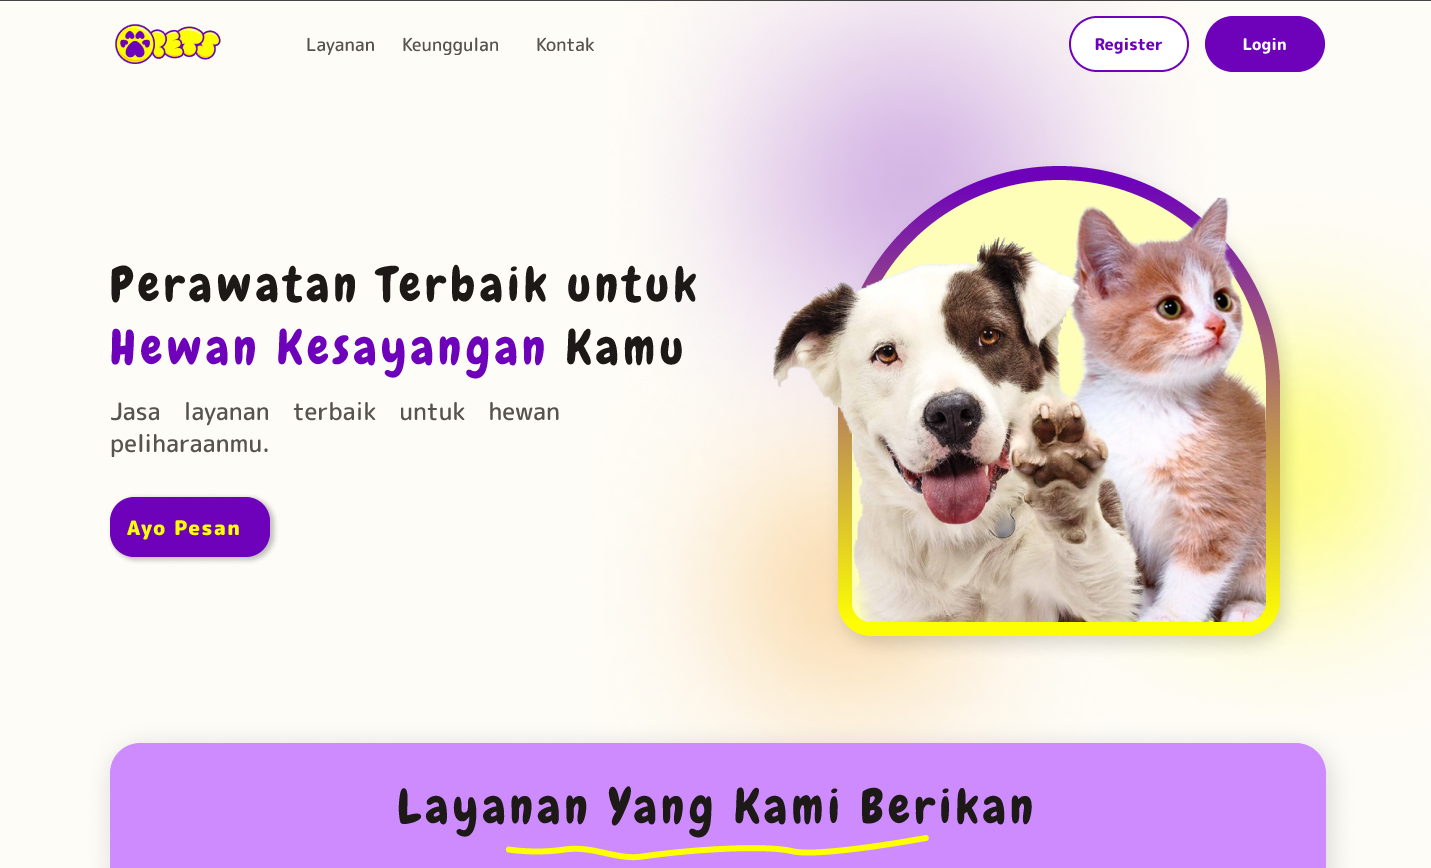 PETS
Layanan Keunggulan Kontak
Register
Login
Perawatan Terbaik untuk
Hewan Kesayangan Kamu
Jasa layanan terbaik untuk hewan
peliharaanmu.
Ayo Pesan
Layanan Yang Kami Berikan